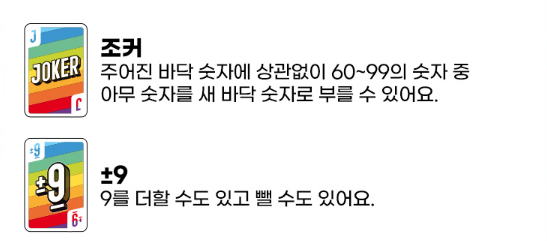 J
JOKER
J
조커
주어진 바닥 숫자에 상관없이 60~99의 숫자 중
아무 숫자를 새 바닥 숫자로 부를 수 있어요.
±9
±9
±9
±9
9를 더할 수도 있고 뺄 수도 있어요.